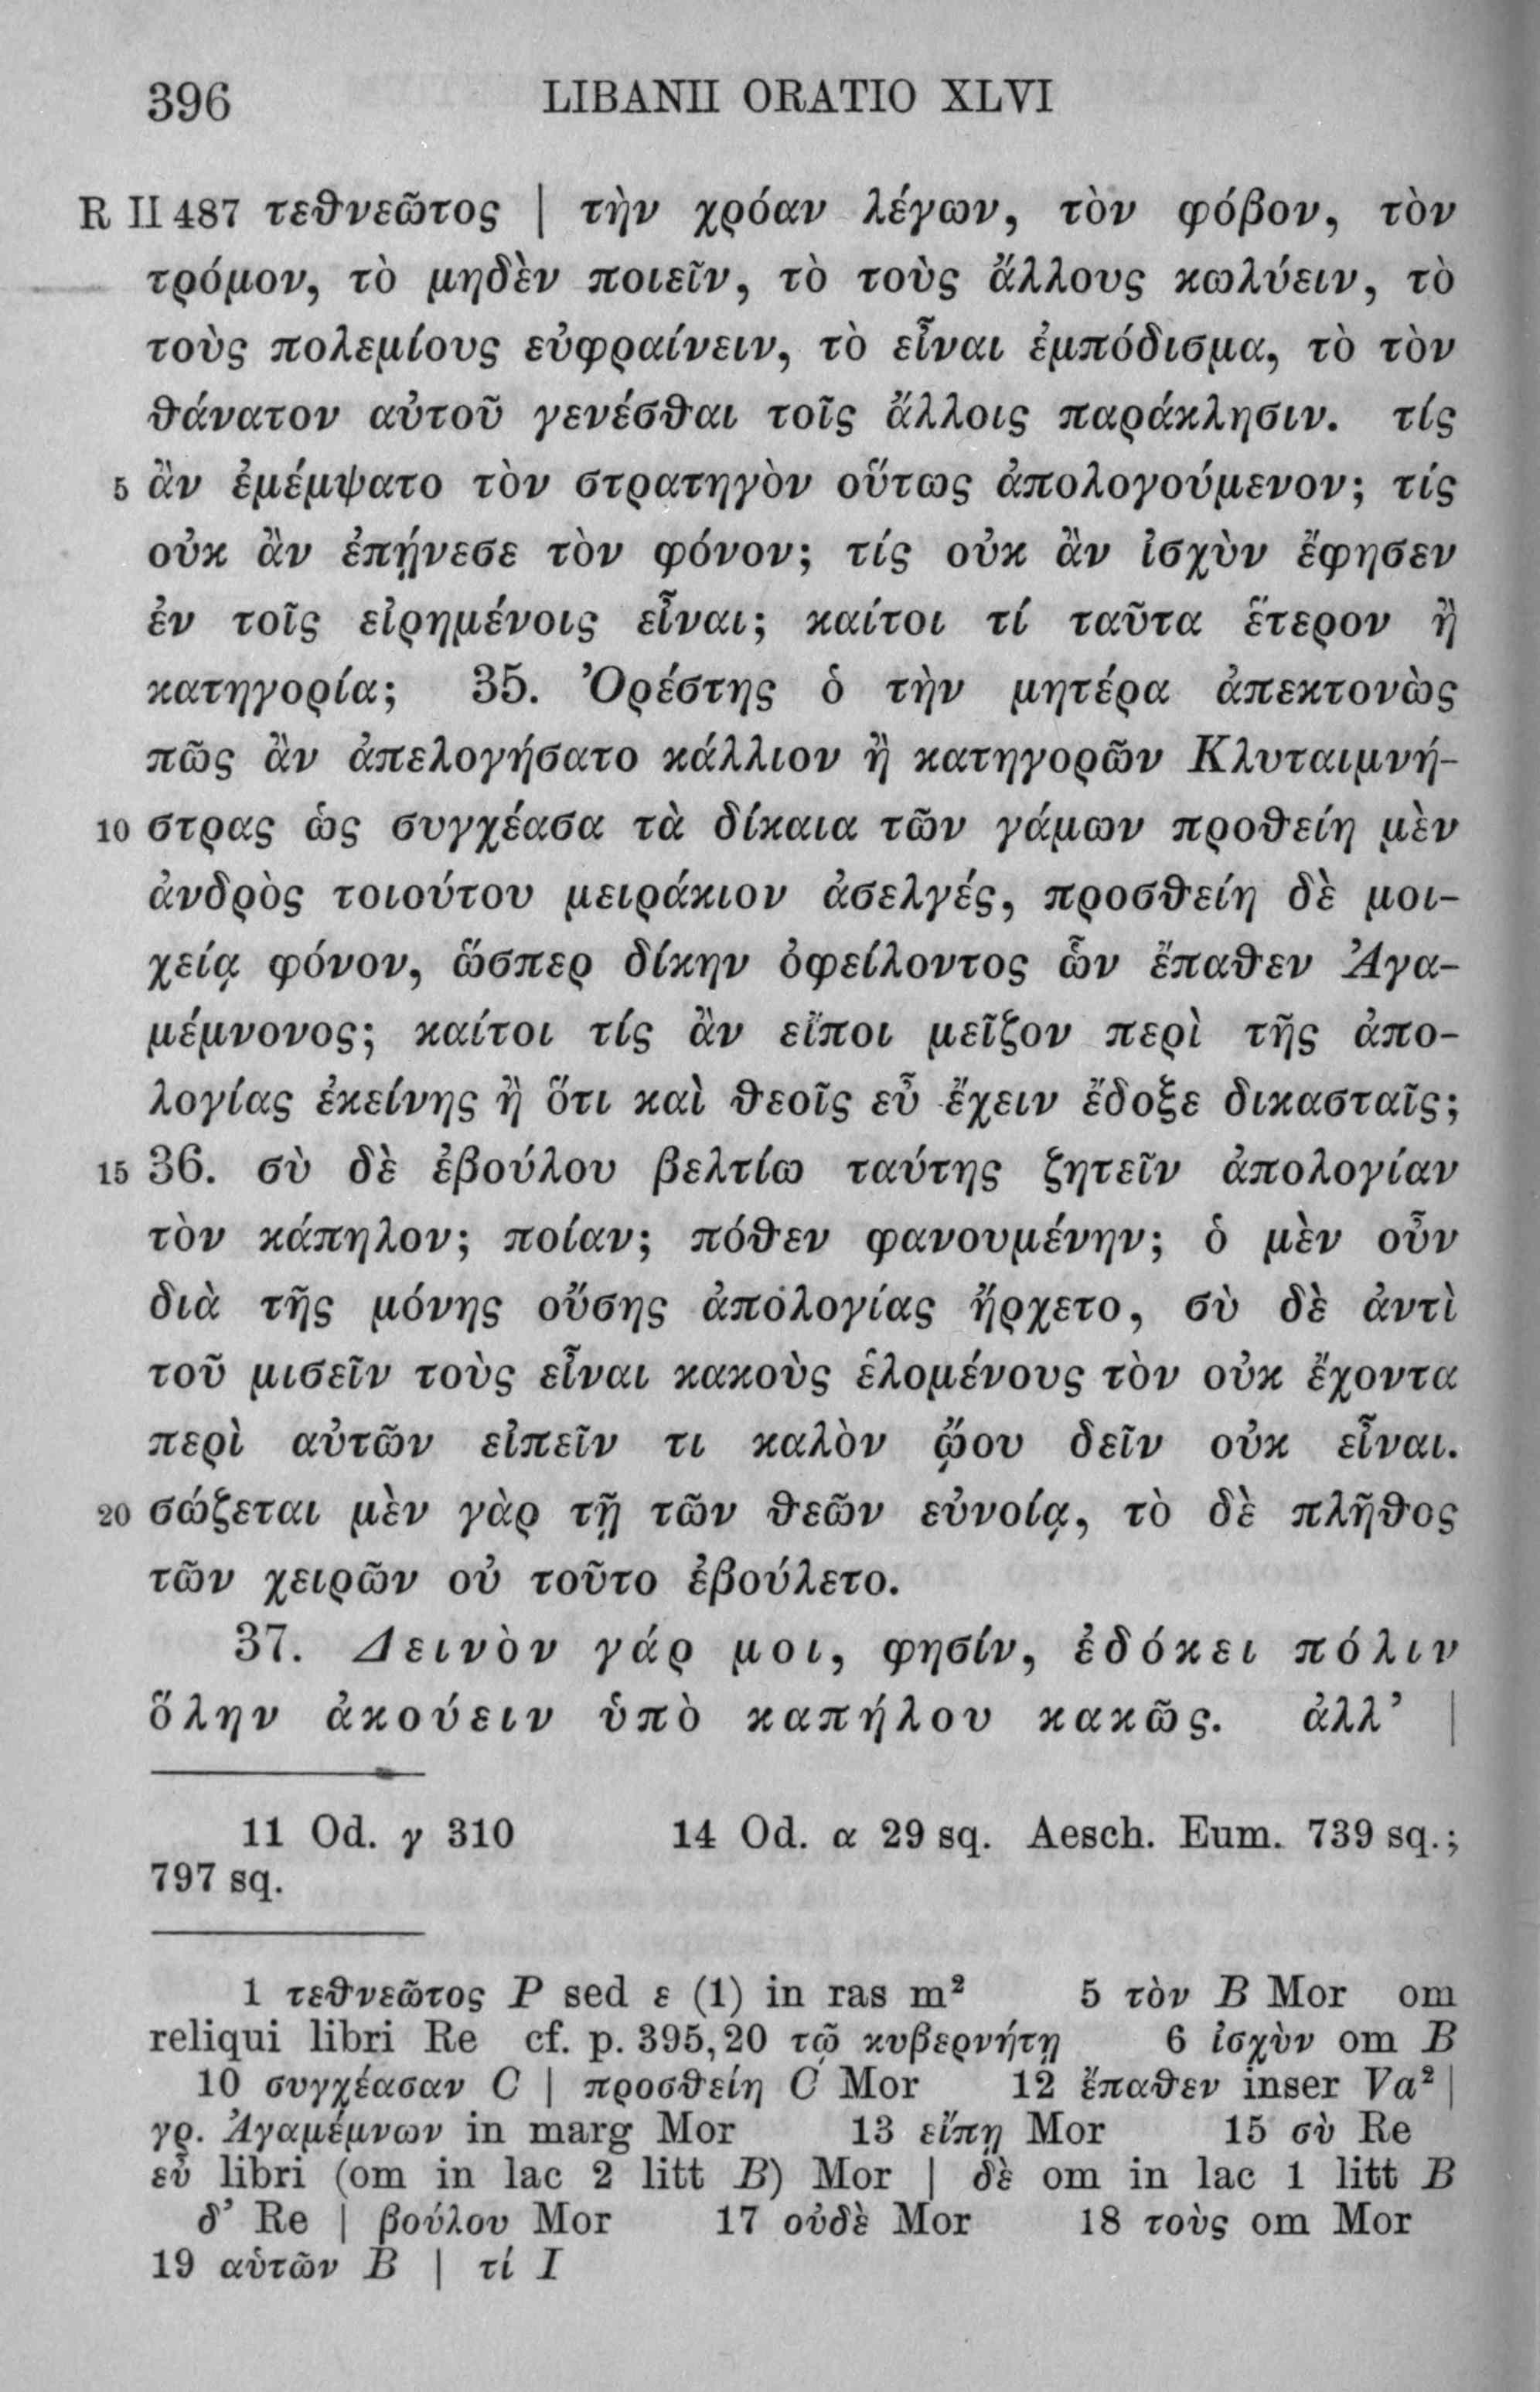 396 LIBANII ORATIO XLVI
R II 487 τεθνεῶτος | τὴν χρόαν λέγων, τὸν φόβον, τὸν
τρόμον, τὸ μηδὲν ποιεῖν, τὸ τοὺς ἄλλους κωλύειν, τὸ
τοὺς πολεμίους εὐφραίνειν, τὸ εἶναι ἐμπόδισμα, τὸ τὸν
θάνατον αὐτοῦ γενέσθαι τοῖς ἄλλοις παράκλησιν. τίς
5 ἂν ἐμέμψατο τὸν στρατηγὸν οὕτως ἀπολογούμενον; τίς
οὐκ ἂν ἐπῄνεσε τὸν φόνον; τίς οὐκ ἂν ἰσχὺν ἔφησεν
ἐν τοῖς εἰρημένοις εἶναι; καίτοι τί ταῦτα ἕτερον ἢ
κατηγορία; 35. Ὀρέστης ὁ τὴν μητέρα ἀπεκτονὼς
πῶς ἂν ἀπελογήσατο κάλλιον ἢ κατηγορῶν Κλυταιμνή-
10 στρας ὡς συγχέασα τὰ δίκαια τῶν γάμων προθείη μὲν
ἀνδρὸς τοιούτου μειράκιον ἀσελγές, προσθείη δὲ μοι-
χείᾳ φόνον, ὥσπερ δίκην ὀφείλοντος ὧν ἔπαθεν Ἀγα-
μέμνονος; καίτοι τίς ἂν εἴποι μεῖζον περὶ τῆς ἀπο-
λογίας ἐκείνης ἢ ὅτι καὶ θεοῖς εὖ ἔχειν ἔδοξε δικασταῖς;
15 36. σὺ δὲ ἐβούλου βελτίω ταύτης ζητεῖν ἀπολογίαν
τὸν κάπηλον; ποίαν; πόθεν φανουμένην; ὁ μὲν οὖν
διὰ τῆς μόνης οὔσης ἀπολογίας ἤρχετο, σὺ δὲ ἀντὶ
τοῦ μισεῖν τοὺς εἶναι κακοὺς ἑλομένους τὸν οὐκ ἔχοντα
περὶ αὐτῶν εἰπεῖν τι καλὸν ᾤου δεῖν οὐκ εἶναι.
20 σώζεται μὲν γὰρ τῇ τῶν θεῶν εὐνοίᾳ, τὸ δὲ πλῆθος
τῶν χειρῶν οὐ τοῦτο ἐβούλετο.
37. Δεινὸν γάρ μοι, φησίν, ἐδόκει πόλιν
ὅλην ἀκούειν ὑπὸ καπήλου κακῶς. ἀλλ’ |
11 Od. γ 310 14 Od. α 29 sq. Aesch. Eum. 739 sq.;
797 sq.
1 τεθνεῶτος P sed ε (1) in ras m² 5 τὸν B Mor om
reliqui libri Re cf. p. 395,20 τῷ κυβερνήτῃ 6 ἰσχὺν om B
10 συγχέασαν C | προσθείη C Mor 12 ἔπαθεν inser Va² |
γρ. Ἀγαμέμνων in marg Mor 13 εἴπῃ Mor 15 σὺ Re
εὖ libri (om in lac 2 litt B) Mor | δὲ om in lac 1 litt B
δ’ Re | βούλου Mor 17 οὐδὲ Mor 18 τοὺς om Mor
19 αὑτῶν B | τί I